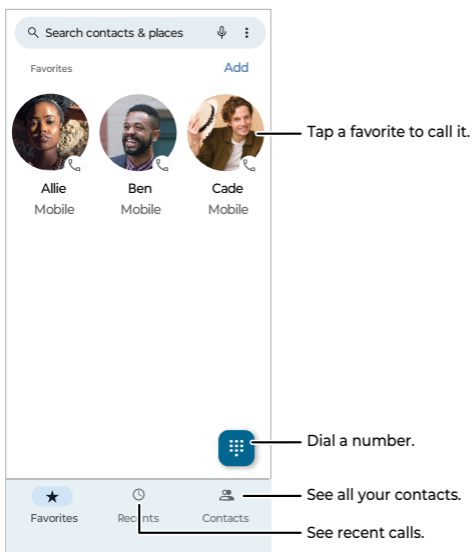 Search contacts & places
Favorites
Add
Tap a favorite to call it.
Allie
Ben
Cade
Mobile
Mobile
Mobile
Dial a number.
See all your contacts.
Favorites
Recents
Contacts
See recent calls.